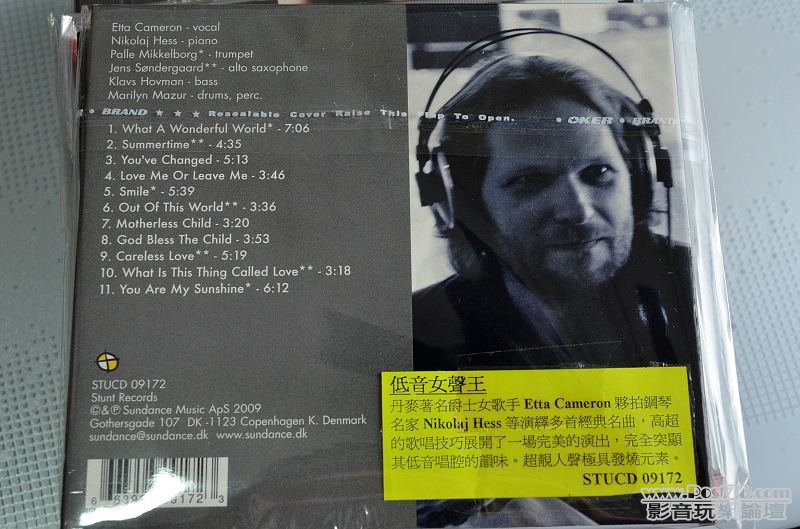 Etta Cameron - vocal
Nikolaj Hess - piano
Palle Mikkelborg* - trumpet
Jens Søndergaard** - alto saxophone
Klavs Hovman - bass
Marilyn Mazur - drums, perc.
• BRAND ★ ★ ★ Resealable Cover Raise This Flap To Open. • OKER • BRAND
1. What A Wonderful World* - 7:06
2. Summertime** - 4:35
3. You've Changed - 5:13
4. Love Me Or Leave Me - 3:46
5. Smile* - 5:39
6. Out Of This World** - 3:36
7. Motherless Child - 3:20
8. God Bless The Child - 3:53
9. Careless Love** - 5:19
10. What Is This Thing Called Love** - 3:18
11. You Are My Sunshine* - 6:12
STUCD 09172
Stunt Records
©&℗ Sundance Music ApS 2009
Gothersgade 107 DK -1123 Copenhagen K. Denmark
sundance@sundance.dk www.sundance.dk
低音女聲王
丹麥著名爵士女歌手 Etta Cameron 夥拍鋼琴
名家 Nikolaj Hess 等演繹多首經典名曲，高超
的歌唱技巧展開了一場完美的演出，完全突顯
其低音唱腔的韻味。超靚人聲極具發燒元素。
STUCD 09172
www.Post76.com
影音玩樂論壇